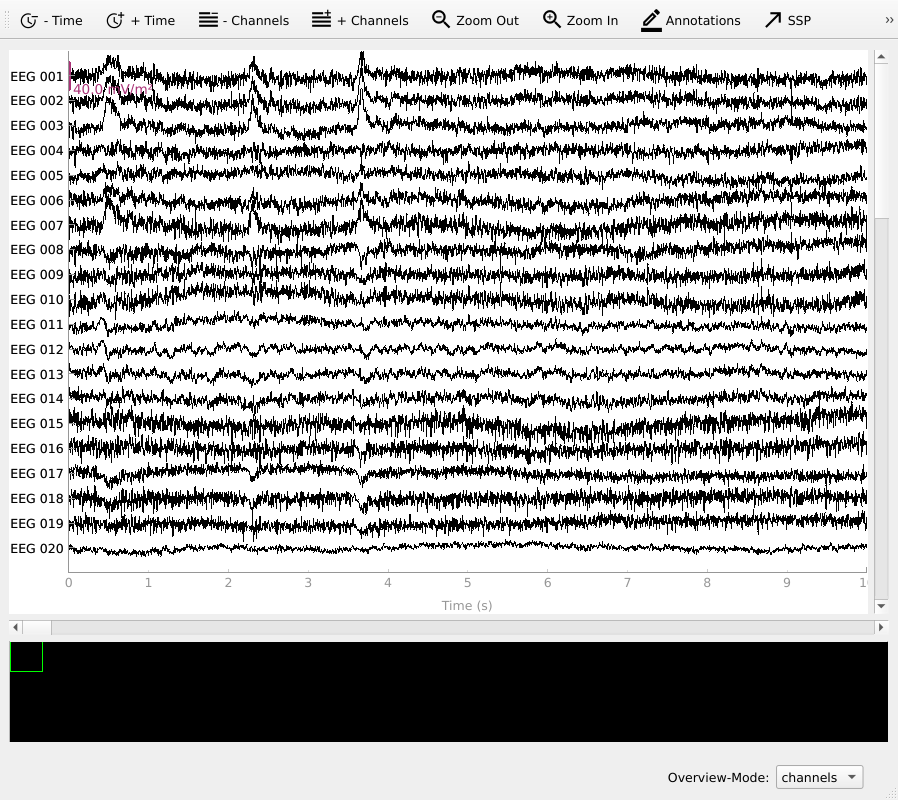 - Time + Time - Channels + Channels Zoom Out Zoom In Annotations SSP »
EEG 001
40.0 mV/m²
EEG 002
EEG 003
EEG 004
EEG 005
EEG 006
EEG 007
EEG 008
EEG 009
EEG 010
EEG 011
EEG 012
EEG 013
EEG 014
EEG 015
EEG 016
EEG 017
EEG 018
EEG 019
EEG 020
0 1 2 3 4 5 6 7 8 9 1
Time (s)
Overview-Mode: channels